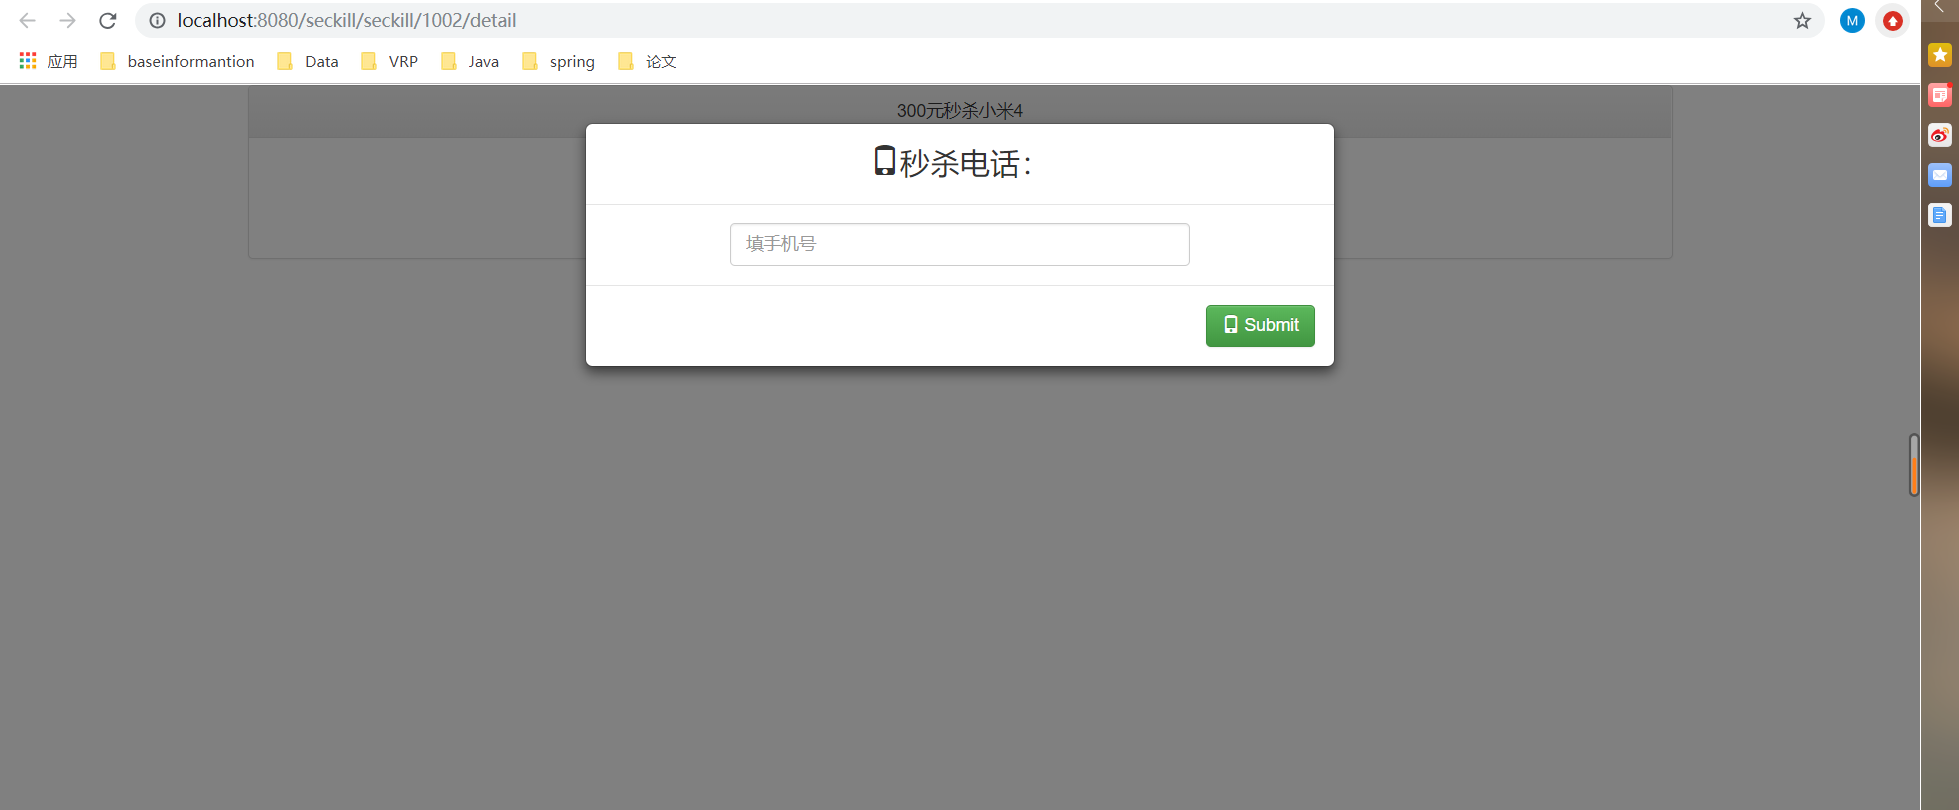 localhost:8080/seckill/seckill/1002/detail
M
应用 baseinformantion Data VRP Java spring 论文
300元秒杀小米4
秒杀电话：
填手机号
Submit